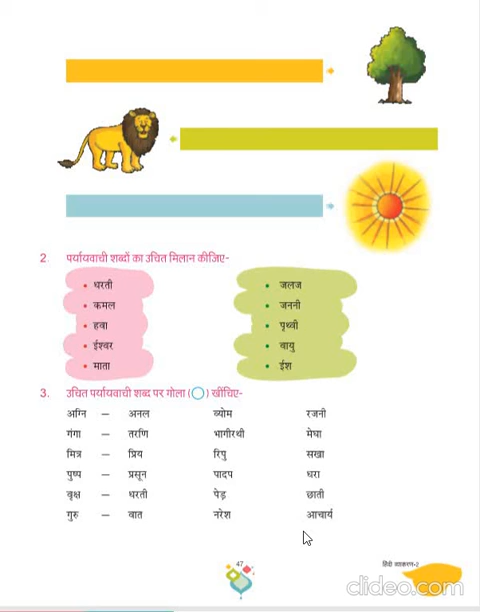 2. पर्यायवाची शब्दों का उचित मिलान कीजिए-
• धरती • जलज
• कमल • जननी
• हवा • पृथ्वी
• ईश्वर • वायु
• माता • ईश
3. उचित पर्यायवाची शब्द पर गोला (○) खींचिए-
अग्नि — अनल व्योम रजनी
गंगा — तरणि भागीरथी मेघा
मित्र — प्रिय रिपु सखा
पुष्प — प्रसून पादप धरा
वृक्ष — धरती पेड़ छाती
गुरु — वात नरेश आचार्य
47
हिंदी व्याकरण-2
clideo.com